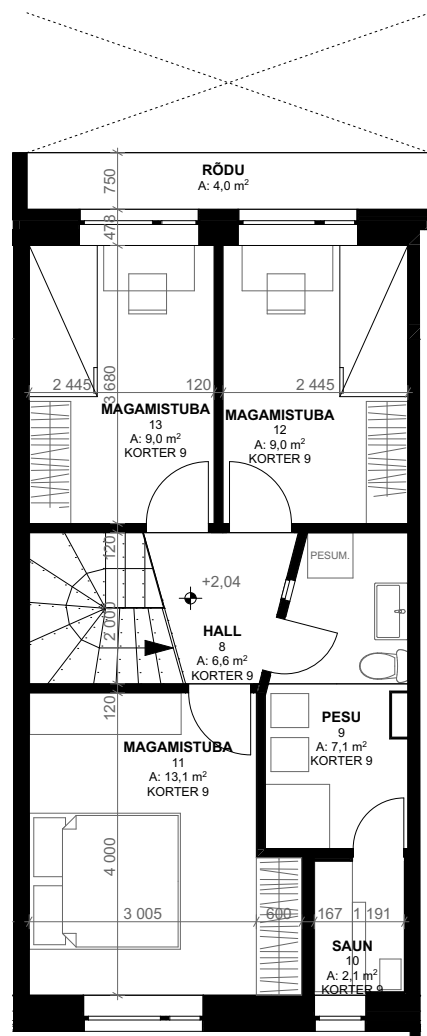 RÕDU
A: 4,0 m²
750
478
2 445
3 680
120
2 445
MAGAMISTUBA
13
A: 9,0 m²
KORTER 9
MAGAMISTUBA
12
A: 9,0 m²
KORTER 9
120
PESUM.
+2,04
2 000
HALL
8
A: 6,6 m²
KORTER 9
120
PESU
9
A: 7,1 m²
KORTER 9
MAGAMISTUBA
11
A: 13,1 m²
KORTER 9
4 000
3 005
600
167
1 191
SAUN
10
A: 2,1 m²
KORTER 9